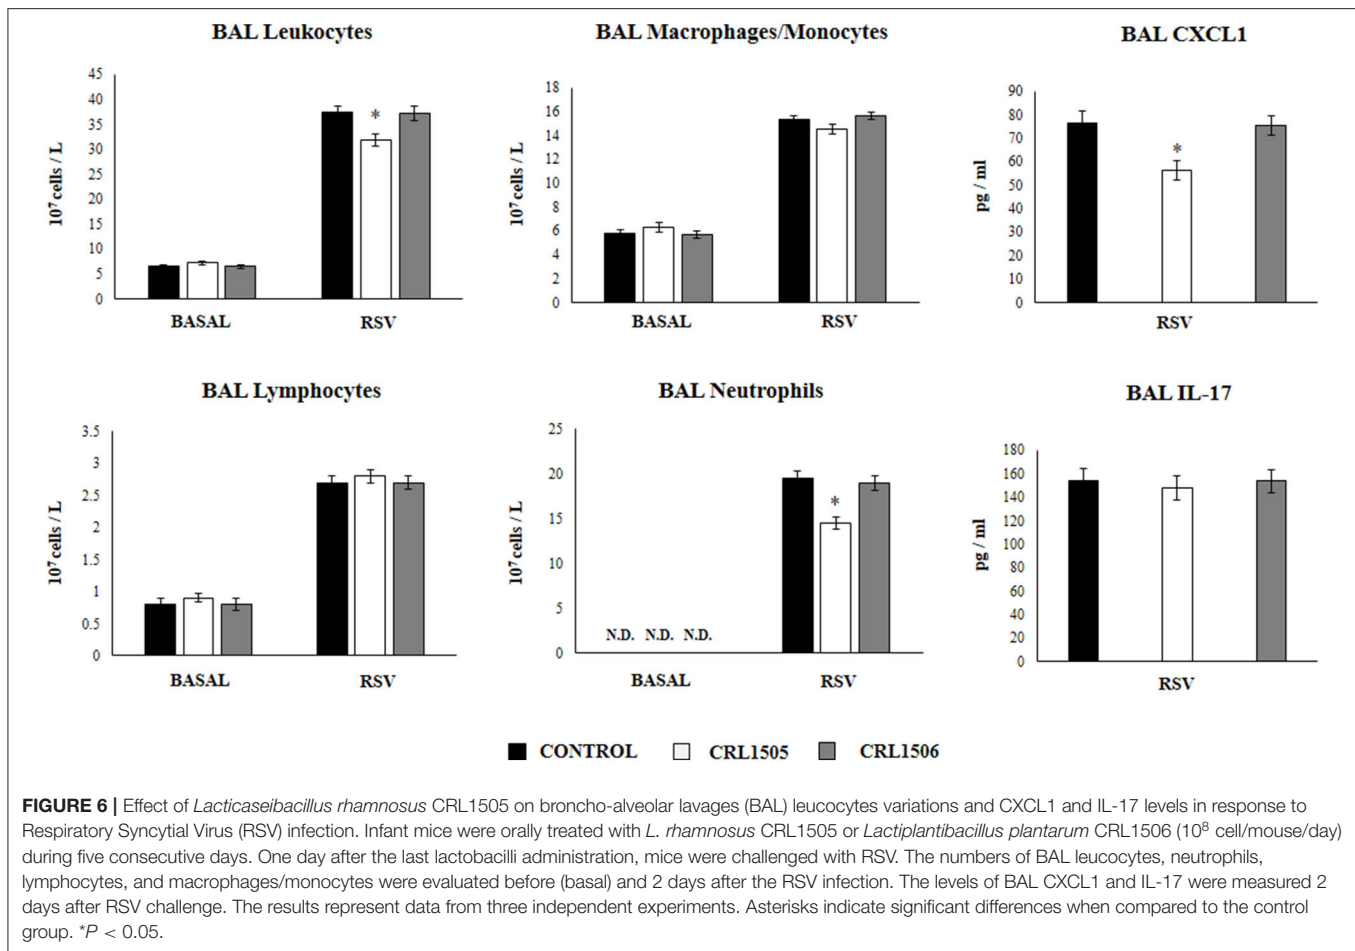 BAL Leukocytes
45
40
35
30
25
20
15
10
5
0
10⁷ cells / L
*
BASAL
RSV
BAL Macrophages/Monocytes
18
16
14
12
10
8
6
4
2
0
10⁷ cells / L
BASAL
RSV
BAL CXCL1
90
80
70
60
50
40
30
20
10
0
pg / ml
*
RSV
BAL Lymphocytes
3.5
3
2.5
2
1.5
1
0.5
0
10⁷ cells / L
BASAL
RSV
BAL Neutrophils
25
20
15
10
5
0
10⁷ cells / L
N.D. N.D. N.D.
*
BASAL
RSV
BAL IL-17
180
160
140
120
100
80
60
40
20
0
pg / ml
RSV
CONTROL CRL1505 CRL1506
FIGURE 6 | Effect of Lacticaseibacillus rhamnosus CRL1505 on broncho-alveolar lavages (BAL) leucocytes variations and CXCL1 and IL-17 levels in response to
Respiratory Syncytial Virus (RSV) infection. Infant mice were orally treated with L. rhamnosus CRL1505 or Lactiplantibacillus plantarum CRL1506 (10⁸ cell/mouse/day)
during five consecutive days. One day after the last lactobacilli administration, mice were challenged with RSV. The numbers of BAL leucocytes, neutrophils,
lymphocytes, and macrophages/monocytes were evaluated before (basal) and 2 days after the RSV infection. The levels of BAL CXCL1 and IL-17 were measured 2
days after RSV challenge. The results represent data from three independent experiments. Asterisks indicate significant differences when compared to the control
group. *P < 0.05.